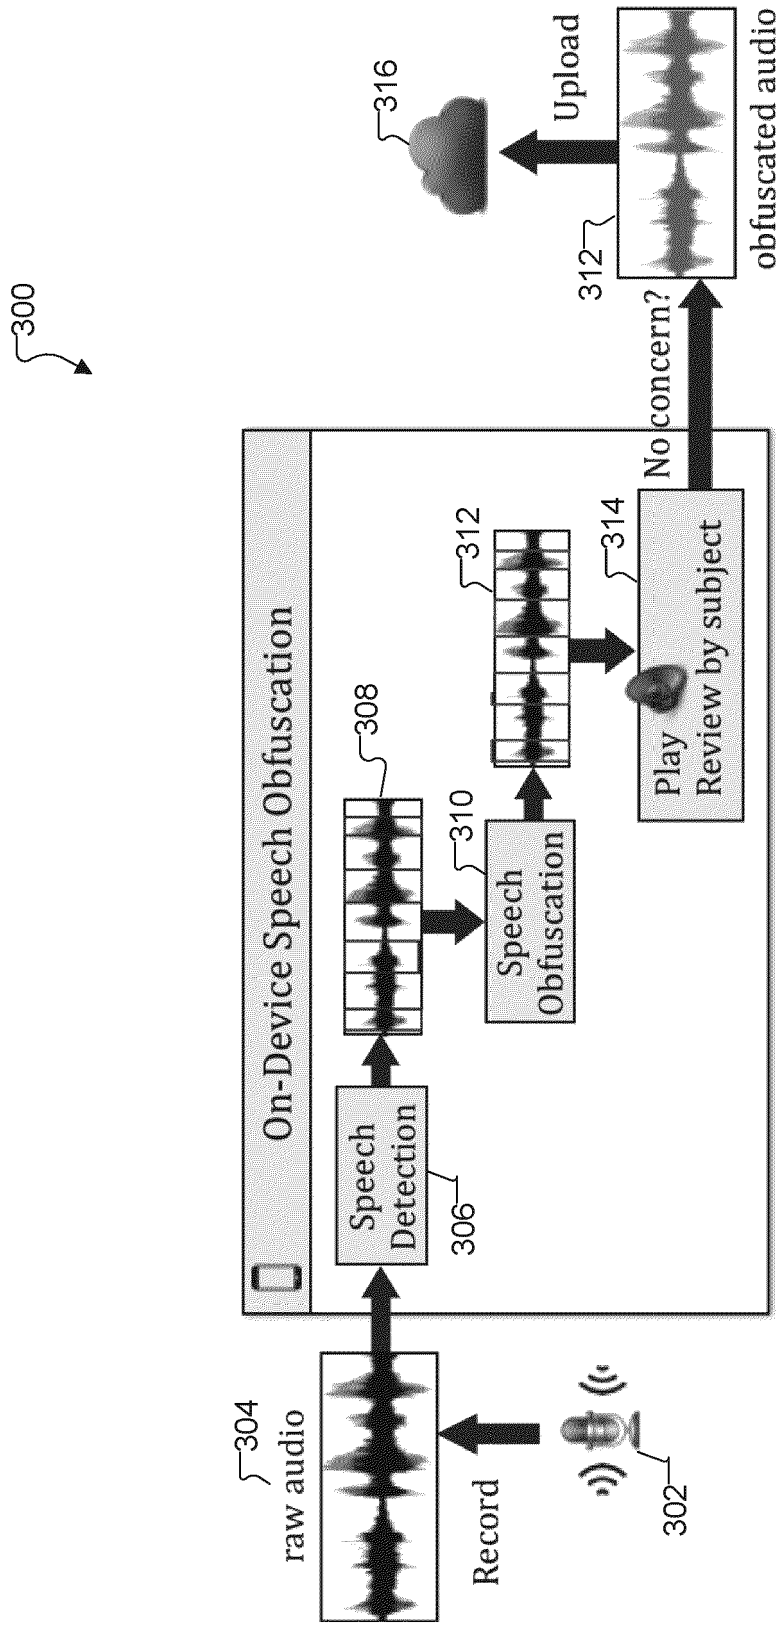 300
On-Device Speech Obfuscation
304
raw audio
Record
302
Speech
Detection
306
308
310
Speech
Obfuscation
312
314
Play
Review by subject
No concern?
312
obfuscated audio
Upload
316